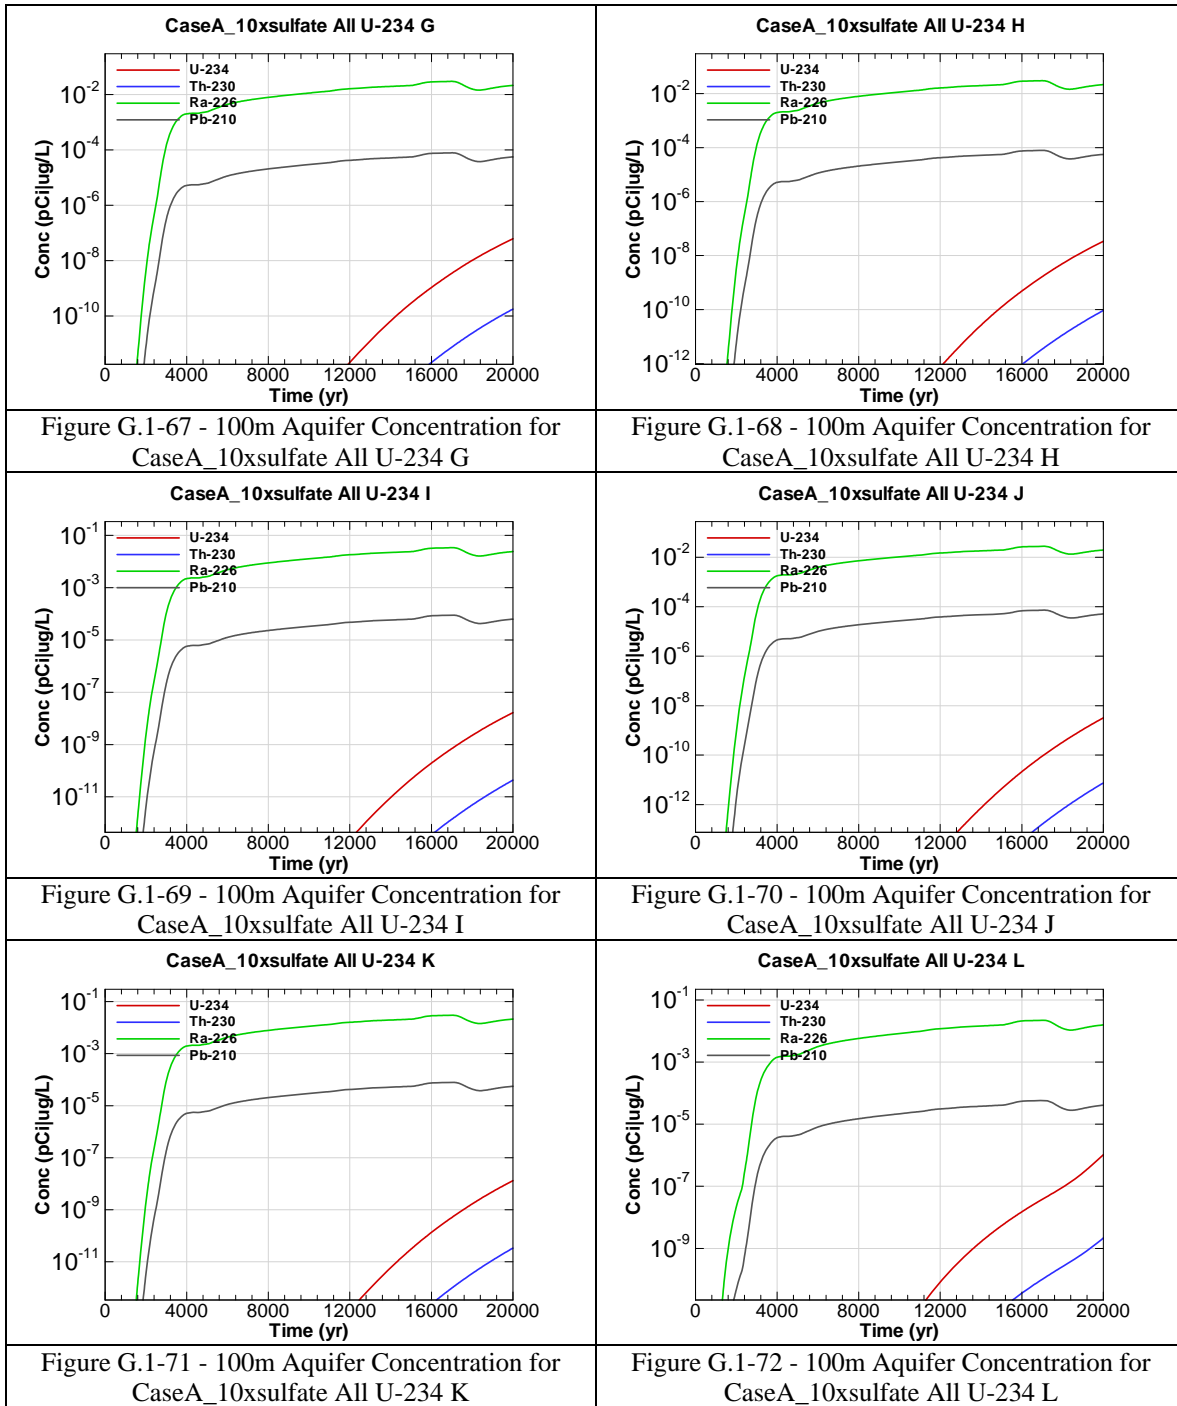 CaseA_10xsulfate All U-234 G
U-234
Th-230
Ra-226
Pb-210
10-2
10-4
10-6
10-8
10-10
Conc (pCi|ug/L)
0 4000 8000 12000 16000 20000
Time (yr)
Figure G.1-67 - 100m Aquifer Concentration for
CaseA_10xsulfate All U-234 G
CaseA_10xsulfate All U-234 H
U-234
Th-230
Ra-226
Pb-210
10-2
10-4
10-6
10-8
10-10
10-12
Conc (pCi|ug/L)
0 4000 8000 12000 16000 20000
Time (yr)
Figure G.1-68 - 100m Aquifer Concentration for
CaseA_10xsulfate All U-234 H
CaseA_10xsulfate All U-234 I
U-234
Th-230
Ra-226
Pb-210
10-1
10-3
10-5
10-7
10-9
10-11
Conc (pCi|ug/L)
0 4000 8000 12000 16000 20000
Time (yr)
Figure G.1-69 - 100m Aquifer Concentration for
CaseA_10xsulfate All U-234 I
CaseA_10xsulfate All U-234 J
U-234
Th-230
Ra-226
Pb-210
10-2
10-4
10-6
10-8
10-10
10-12
Conc (pCi|ug/L)
0 4000 8000 12000 16000 20000
Time (yr)
Figure G.1-70 - 100m Aquifer Concentration for
CaseA_10xsulfate All U-234 J
CaseA_10xsulfate All U-234 K
U-234
Th-230
Ra-226
Pb-210
10-1
10-3
10-5
10-7
10-9
10-11
Conc (pCi|ug/L)
0 4000 8000 12000 16000 20000
Time (yr)
Figure G.1-71 - 100m Aquifer Concentration for
CaseA_10xsulfate All U-234 K
CaseA_10xsulfate All U-234 L
U-234
Th-230
Ra-226
Pb-210
10-1
10-3
10-5
10-7
10-9
Conc (pCi|ug/L)
0 4000 8000 12000 16000 20000
Time (yr)
Figure G.1-72 - 100m Aquifer Concentration for
CaseA_10xsulfate All U-234 L